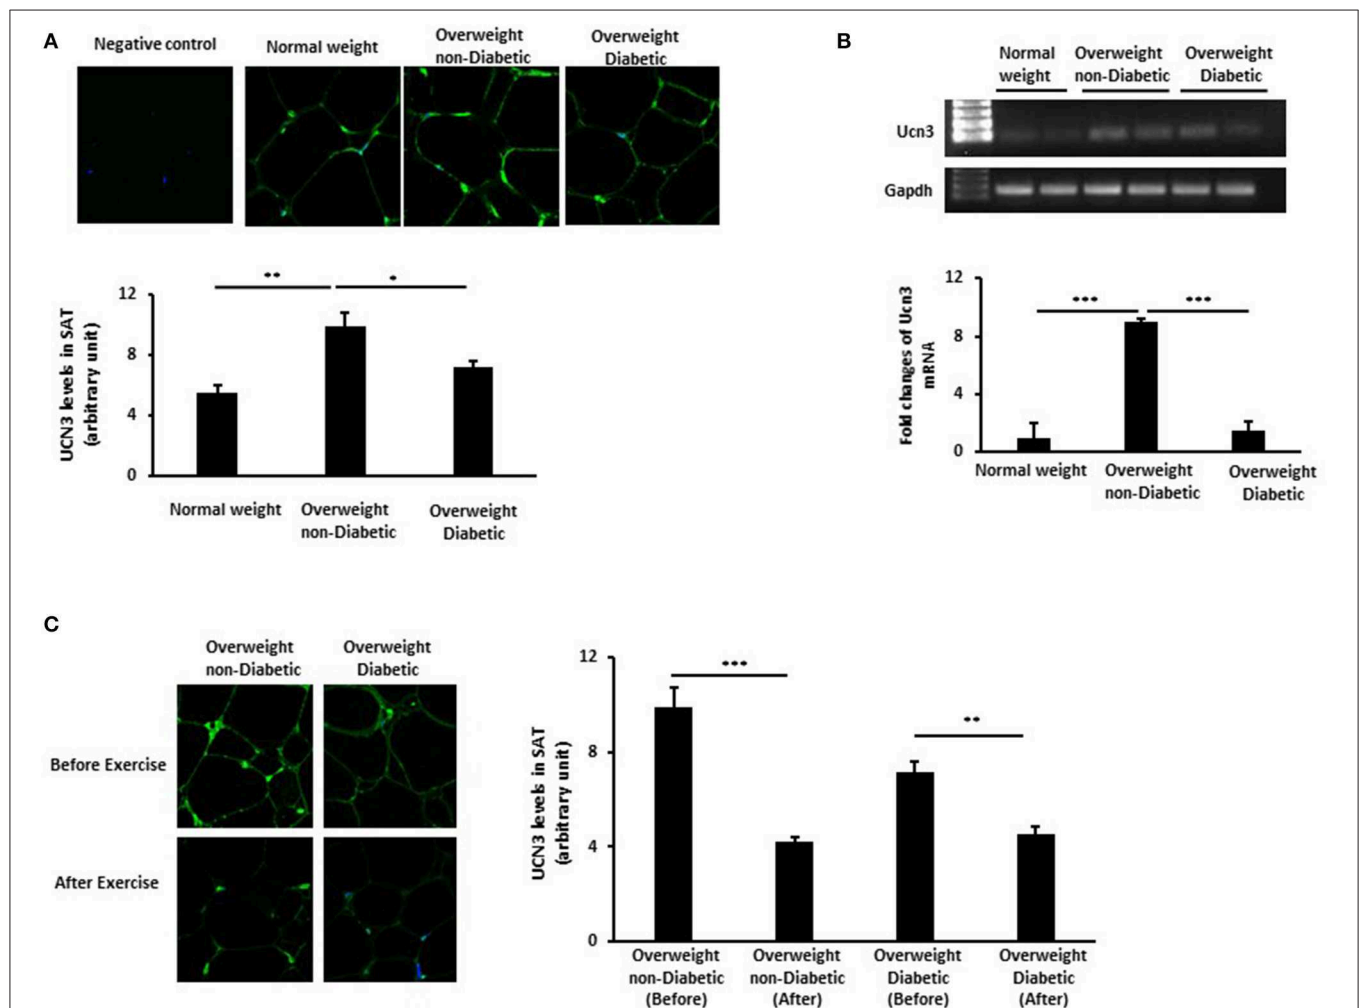 A
Negative control
Normal weight
Overweight
non-Diabetic
Overweight
Diabetic
UCN3 levels in SAT
(arbitrary unit)
12
8
4
0
**
*
Normal weight
Overweight
non-Diabetic
Overweight
Diabetic
B
Normal
weight
Overweight
non-Diabetic
Overweight
Diabetic
Ucn3
Gapdh
Fold changes of Ucn3
mRNA
12
8
4
0
***
***
Normal weight
Overweight
non-Diabetic
Overweight
Diabetic
C
Overweight
non-Diabetic
Overweight
Diabetic
Before Exercise
After Exercise
UCN3 levels in SAT
(arbitrary unit)
12
8
4
0
***
**
Overweight
non-Diabetic
(Before)
Overweight
non-Diabetic
(After)
Overweight
Diabetic
(Before)
Overweight
Diabetic
(After)